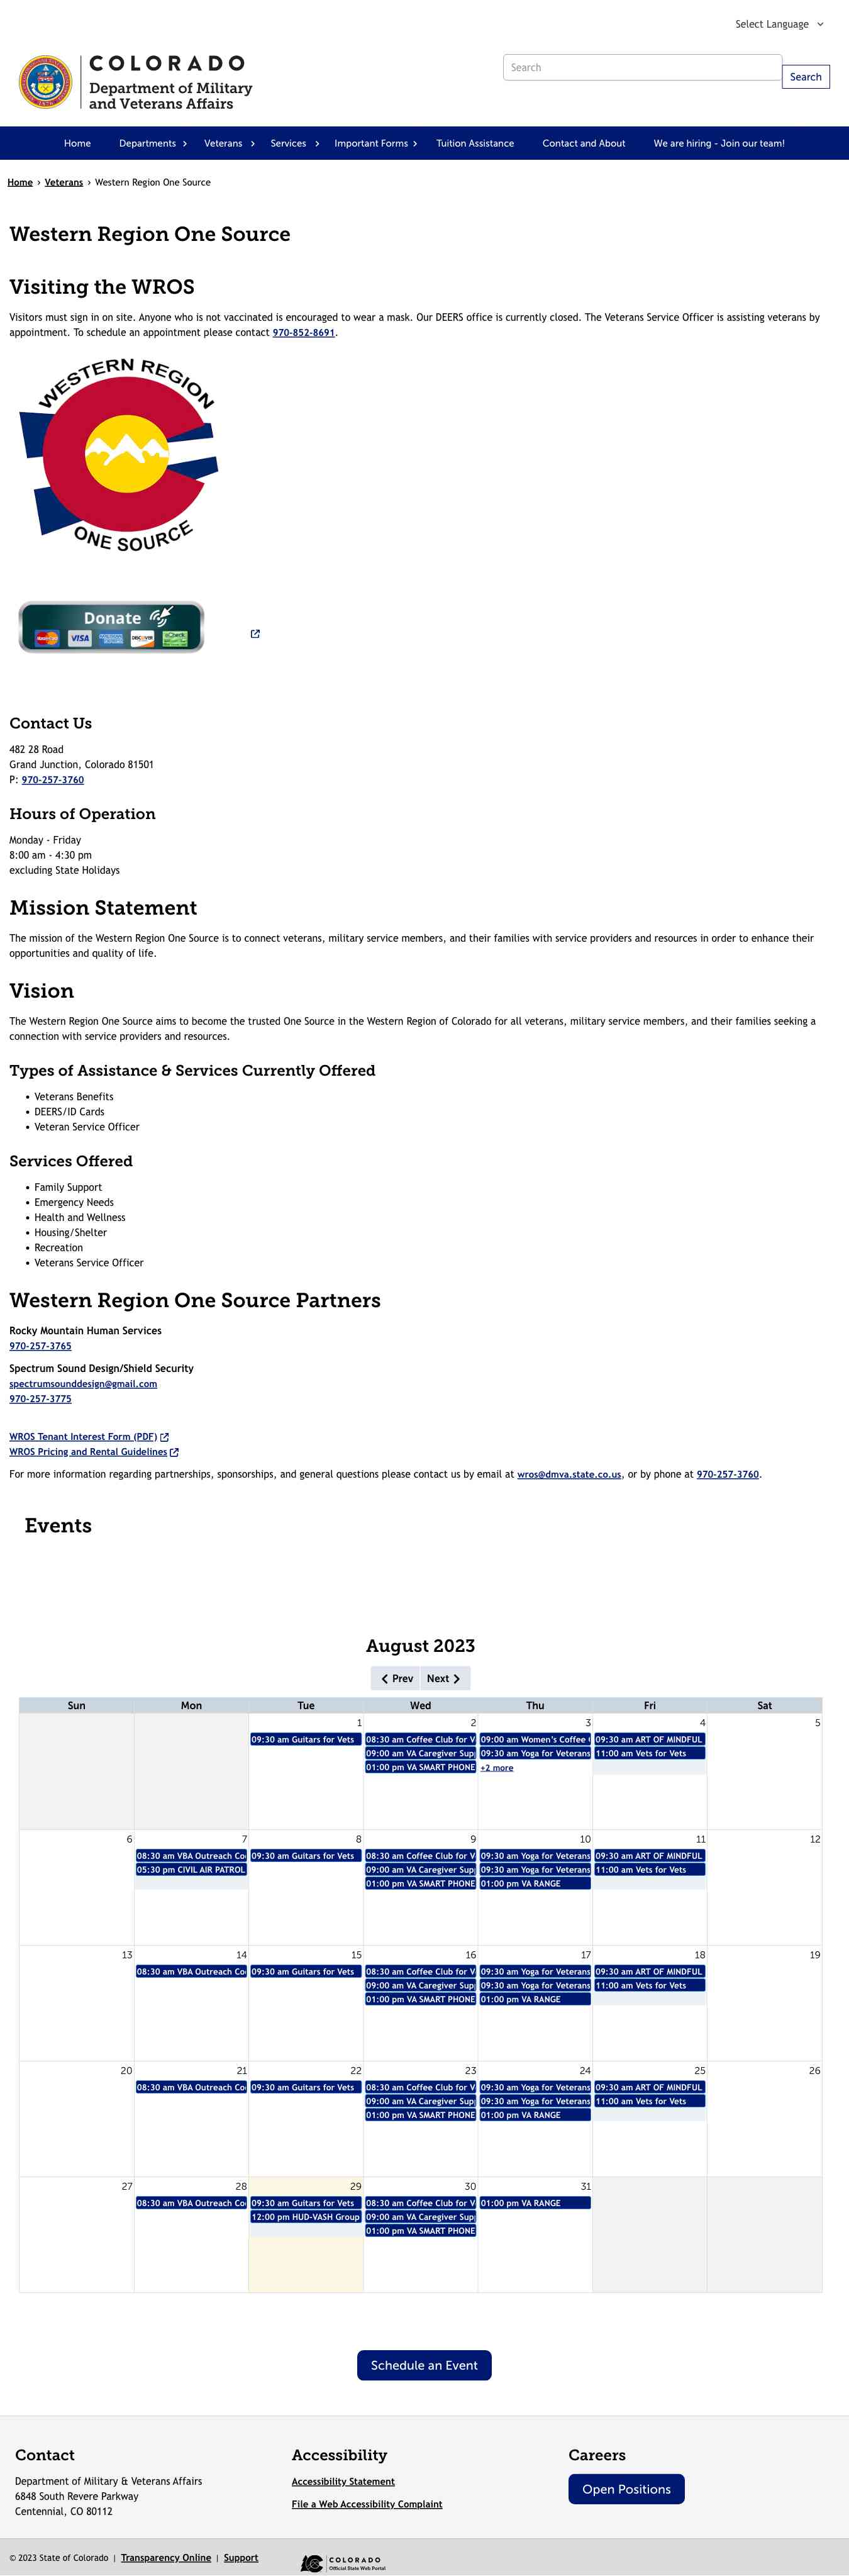 Select Language
COLORADO
Department of Military
and Veterans Affairs
Search
Search
Home Departments Veterans Services Important Forms Tuition Assistance Contact and About We are hiring - Join our team!
Home › Veterans › Western Region One Source
Western Region One Source
Visiting the WROS
Visitors must sign in on site. Anyone who is not vaccinated is encouraged to wear a mask. Our DEERS office is currently closed. The Veterans Service Officer is assisting veterans by
appointment. To schedule an appointment please contact 970-852-8691.
WESTERN REGION
ONE SOURCE
Donate
MasterCard VISA DISCOVER
Contact Us
482 28 Road
Grand Junction, Colorado 81501
P: 970-257-3760
Hours of Operation
Monday - Friday
8:00 am - 4:30 pm
excluding State Holidays
Mission Statement
The mission of the Western Region One Source is to connect veterans, military service members, and their families with service providers and resources in order to enhance their
opportunities and quality of life.
Vision
The Western Region One Source aims to become the trusted One Source in the Western Region of Colorado for all veterans, military service members, and their families seeking a
connection with service providers and resources.
Types of Assistance & Services Currently Offered
• Veterans Benefits
• DEERS/ID Cards
• Veteran Service Officer
Services Offered
• Family Support
• Emergency Needs
• Health and Wellness
• Housing/Shelter
• Recreation
• Veterans Service Officer
Western Region One Source Partners
Rocky Mountain Human Services
970-257-3765
Spectrum Sound Design/Shield Security
spectrumsounddesign@gmail.com
970-257-3775
WROS Tenant Interest Form (PDF)
WROS Pricing and Rental Guidelines
For more information regarding partnerships, sponsorships, and general questions please contact us by email at wros@dmva.state.co.us, or by phone at 970-257-3760.
Events
August 2023
Prev Next
Sun Mon Tue Wed Thu Fri Sat
1 2 3 4 5
09:30 am Guitars for Vets 08:30 am Coffee Club for V 09:00 am Women's Coffee 09:30 am ART OF MINDFUL
09:00 am VA Caregiver Sup 09:30 am Yoga for Veterans 11:00 am Vets for Vets
01:00 pm VA SMART PHONE +2 more
6 7 8 9 10 11 12
08:30 am VBA Outreach Co 09:30 am Guitars for Vets 08:30 am Coffee Club for V 09:30 am Yoga for Veterans 09:30 am ART OF MINDFUL
05:30 pm CIVIL AIR PATROL 09:00 am VA Caregiver Sup 09:30 am Yoga for Veterans 11:00 am Vets for Vets
01:00 pm VA SMART PHONE 01:00 pm VA RANGE
13 14 15 16 17 18 19
08:30 am VBA Outreach Co 09:30 am Guitars for Vets 08:30 am Coffee Club for V 09:30 am Yoga for Veterans 09:30 am ART OF MINDFUL
09:00 am VA Caregiver Sup 09:30 am Yoga for Veterans 11:00 am Vets for Vets
01:00 pm VA SMART PHONE 01:00 pm VA RANGE
20 21 22 23 24 25 26
08:30 am VBA Outreach Co 09:30 am Guitars for Vets 08:30 am Coffee Club for V 09:30 am Yoga for Veterans 09:30 am ART OF MINDFUL
09:00 am VA Caregiver Sup 09:30 am Yoga for Veterans 11:00 am Vets for Vets
01:00 pm VA SMART PHONE 01:00 pm VA RANGE
27 28 29 30 31
08:30 am VBA Outreach Co 09:30 am Guitars for Vets 08:30 am Coffee Club for V 01:00 pm VA RANGE
12:00 pm HUD-VASH Group 09:00 am VA Caregiver Sup
01:00 pm VA SMART PHONE
Schedule an Event
Contact Accessibility Careers
Department of Military & Veterans Affairs Accessibility Statement Open Positions
6848 South Revere Parkway
Centennial, CO 80112 File a Web Accessibility Complaint
© 2023 State of Colorado | Transparency Online | Support
COLORADO
Official State Web Portal